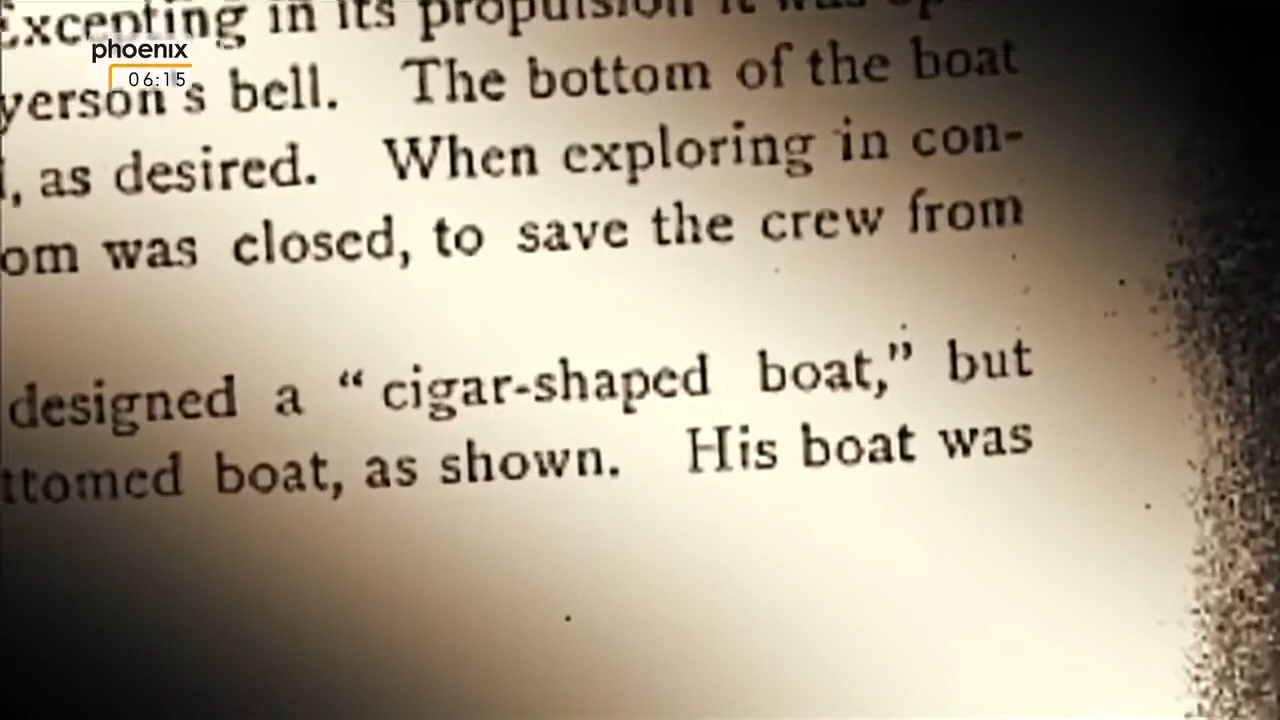 phoenix
06:15
Excepting in its propulsion it was
yerson's bell. The bottom of the boat
, as desired. When exploring in con-
om was closed, to save the crew from
designed a “ cigar-shaped boat,” but
ttomed boat, as shown. His boat was